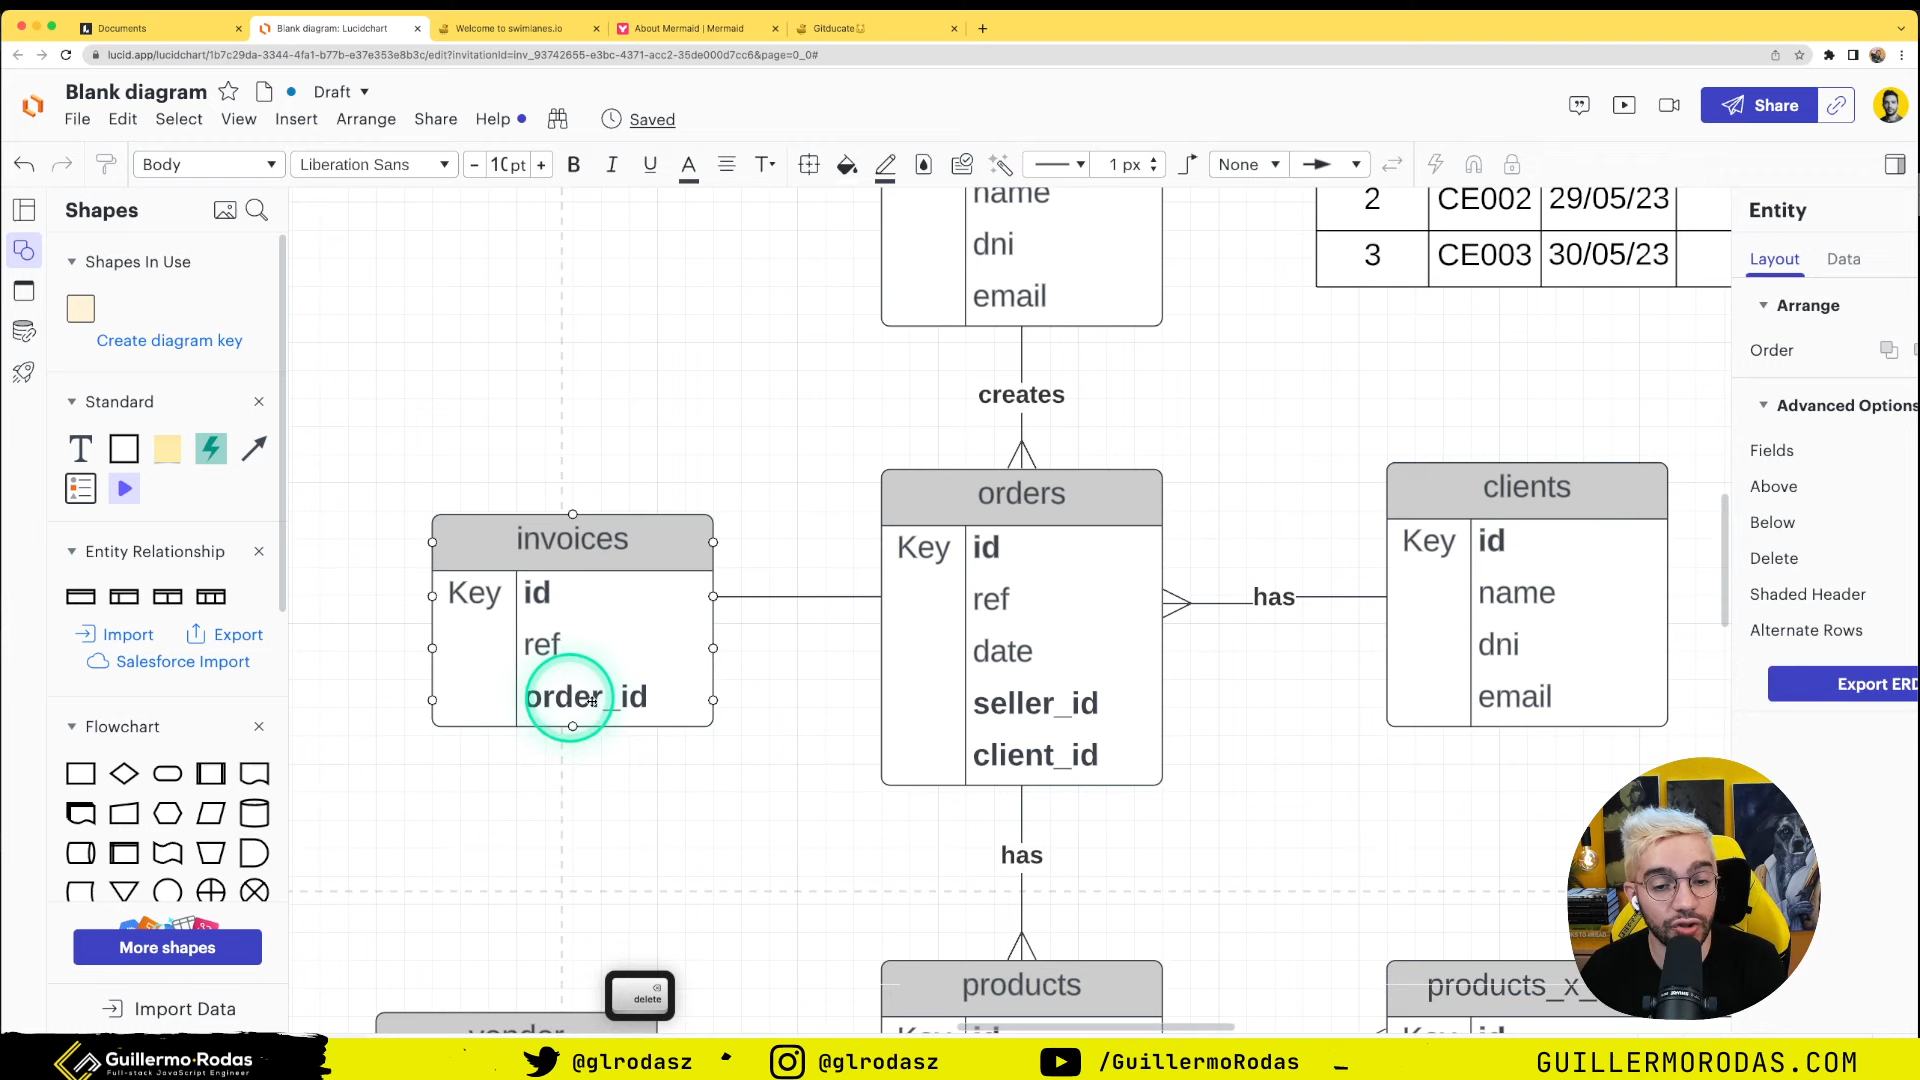 Documents
Blank diagram: Lucidchart
Welcome to swimlanes.io
About Mermaid | Mermaid
Gitducate
lucid.app/lucidchart/1b7c29da-3344-4fa1-b77b-e37e353e8b3c/edit?invitationId=inv_93742655-e3bc-4371-acc2-35de000d7cc6&page=0_0#
Blank diagram
Draft
File Edit Select View Insert Arrange Share Help
Saved
Share
Body
Liberation Sans
10 pt
B I U A T
1 px
None
Shapes
Shapes In Use
Create diagram key
Standard
T
Entity Relationship
Import
Export
Salesforce Import
Flowchart
More shapes
Import Data
name
dni
email
2 CE002 29/05/23
3 CE003 30/05/23
creates
orders
Key id
ref
date
seller_id
client_id
invoices
Key id
ref
order_id
has
clients
Key id
name
dni
email
has
products
products_x_
delete
Entity
Layout
Data
Arrange
Order
Advanced Options
Fields
Above
Below
Delete
Shaded Header
Alternate Rows
Export ERD
Guillermo Rodas
Full-stack JavaScript Engineer
@glrodasz
@glrodasz
/GuillermoRodas
GUILLERMORODAS.COM